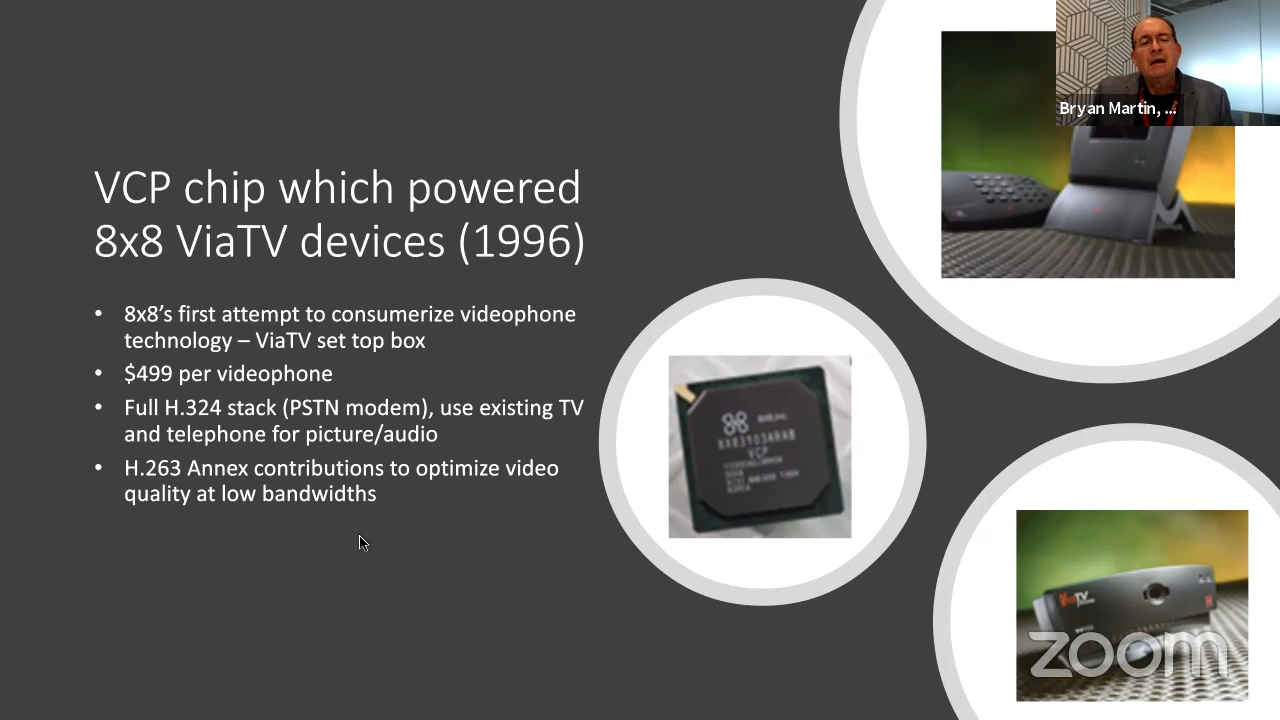 Bryan Martin, ...
VCP chip which powered
8x8 ViaTV devices (1996)
• 8x8’s first attempt to consumerize videophone
technology – ViaTV set top box
• $499 per videophone
• Full H.324 stack (PSTN modem), use existing TV
and telephone for picture/audio
• H.263 Annex contributions to optimize video
quality at low bandwidths
VCP
ViaTV
zoom